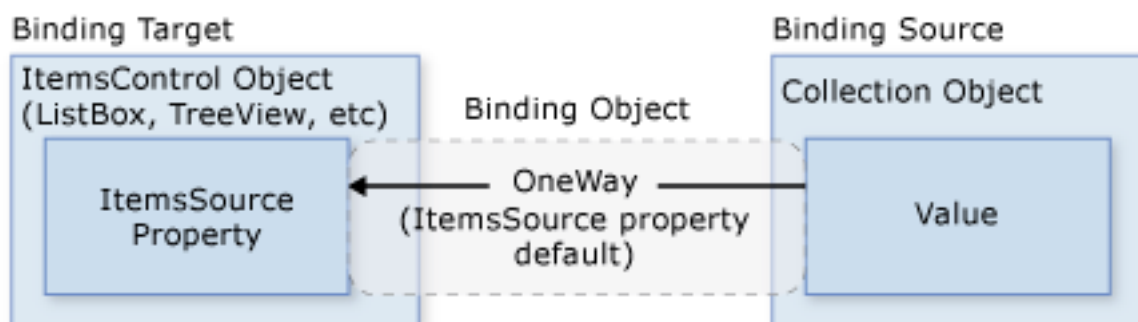 Binding Target
ItemsControl Object
(ListBox, TreeView, etc)
ItemsSource
Property
Binding Object
OneWay
(ItemsSource property
default)
Binding Source
Collection Object
Value